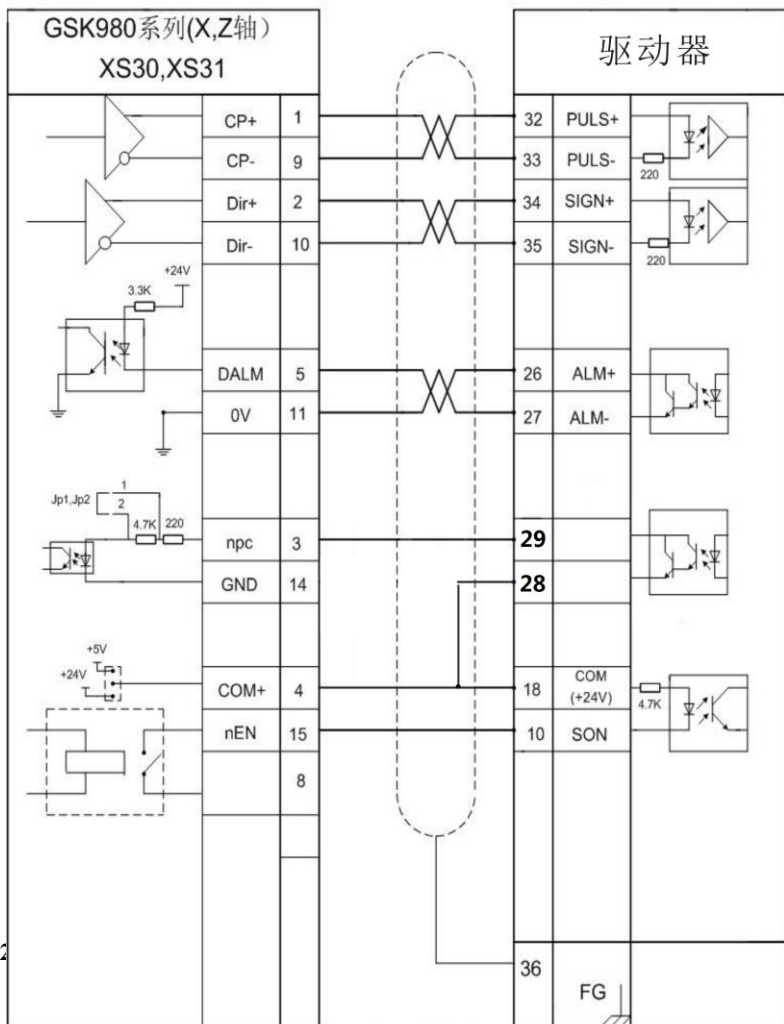 GSK980系列(X,Z轴）
XS30,XS31
驱动器
CP+ 1 32 PULS+
CP- 9 33 PULS-
220
Dir+ 2 34 SIGN+
Dir- 10 35 SIGN-
220
+24V
3.3K
DALM 5 26 ALM+
0V 11 27 ALM-
Jp1,Jp2
1
2
4.7K 220
npc 3 29
GND 14 28
+5V
+24V
COM+ 4 18 COM
(+24V)
4.7K
nEN 15 10 SON
8
2
36
FG